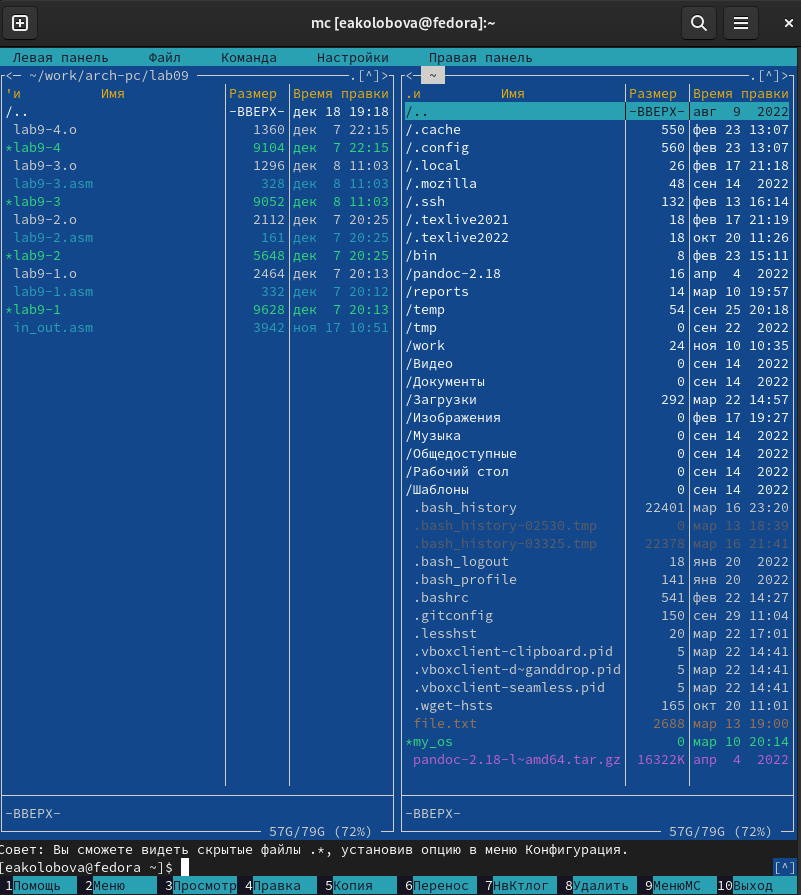 mc [eakolobova@fedora]:~
Левая панель Файл Команда Настройки Правая панель
<— ~/work/arch-pc/lab09 .[^]> <— ~ .[^]>
'и Имя Размер Время правки .и Имя Размер Время правки
/.. -ВВЕРХ- дек 18 19:18 /.. -ВВЕРХ- авг 9 2022
lab9-4.o 1360 дек 7 22:15 /.cache 550 фев 23 13:07
*lab9-4 9104 дек 7 22:15 /.config 560 фев 23 13:07
lab9-3.o 1296 дек 8 11:03 /.local 26 фев 17 21:18
lab9-3.asm 328 дек 8 11:03 /.mozilla 48 сен 14 2022
*lab9-3 9052 дек 8 11:03 /.ssh 132 фев 13 16:14
lab9-2.o 2112 дек 7 20:25 /.texlive2021 18 фев 17 21:19
lab9-2.asm 161 дек 7 20:25 /.texlive2022 18 окт 20 11:26
*lab9-2 5648 дек 7 20:25 /bin 8 фев 23 15:11
lab9-1.o 2464 дек 7 20:13 /pandoc-2.18 16 апр 4 2022
lab9-1.asm 332 дек 7 20:12 /reports 14 мар 10 19:57
*lab9-1 9628 дек 7 20:13 /temp 54 сен 25 20:18
in_out.asm 3942 ноя 17 10:51 /tmp 0 сен 22 2022
/work 24 ноя 10 10:35
/Видео 0 сен 14 2022
/Документы 0 сен 14 2022
/Загрузки 292 мар 22 14:57
/Изображения 0 фев 17 19:27
/Музыка 0 сен 14 2022
/Общедоступные 0 сен 14 2022
/Рабочий стол 0 сен 14 2022
/Шаблоны 0 сен 14 2022
.bash_history 22401 мар 16 23:20
.bash_history-02530.tmp 0 мар 13 18:39
.bash_history-03325.tmp 22378 мар 16 21:41
.bash_logout 18 янв 20 2022
.bash_profile 141 янв 20 2022
.bashrc 541 фев 22 14:27
.gitconfig 150 сен 29 11:04
.lesshst 20 мар 22 17:01
.vboxclient-clipboard.pid 5 мар 22 14:41
.vboxclient-d~ganddrop.pid 5 мар 22 14:41
.vboxclient-seamless.pid 5 мар 22 14:41
.wget-hsts 165 окт 20 11:01
file.txt 2688 мар 13 19:00
*my_os 0 мар 10 20:14
pandoc-2.18-l~amd64.tar.gz 16322K апр 4 2022
-ВВЕРХ- -ВВЕРХ-
57G/79G (72%) 57G/79G (72%)
Совет: Вы сможете видеть скрытые файлы .*, установив опцию в меню Конфигурация.
[eakolobova@fedora ~]$ [^]
1Помощь 2Меню 3Просмотр 4Правка 5Копия 6Перенос 7НвКтлог 8Удалить 9МенюМС 10Выход